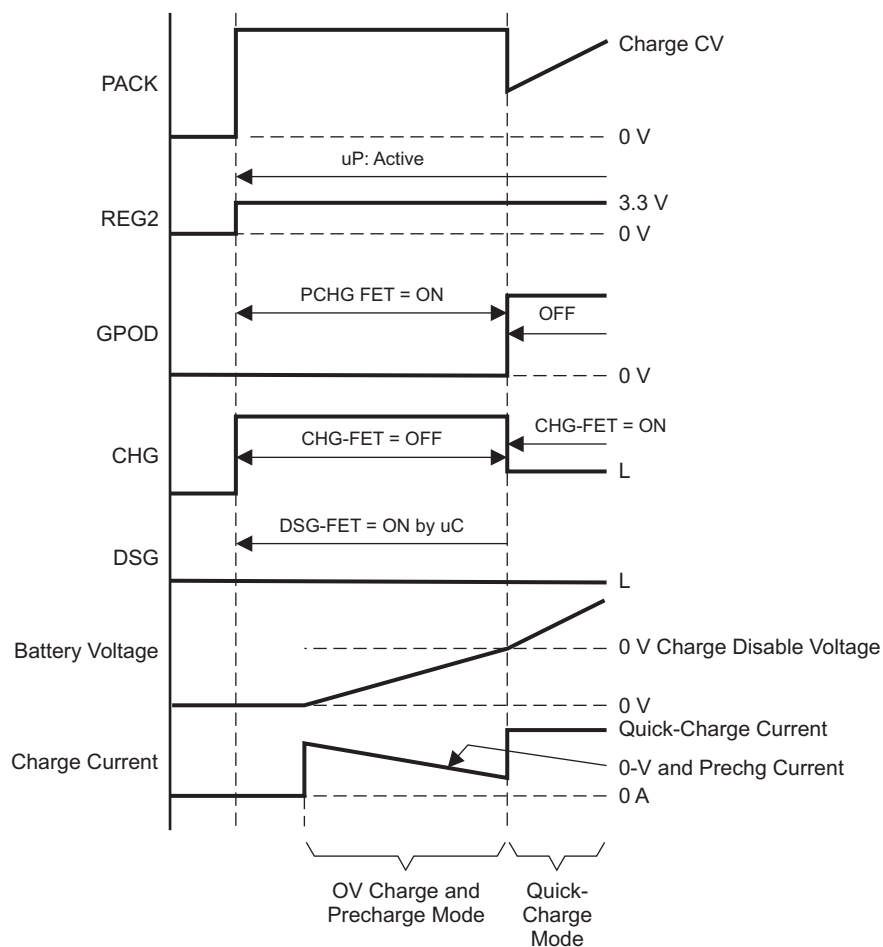 Charge CV
PACK
0 V
uP: Active
3.3 V
REG2
0 V
PCHG FET = ON
OFF
GPOD
0 V
CHG-FET = OFF
CHG-FET = ON
CHG
L
DSG-FET = ON by uC
DSG
L
Battery Voltage
0 V Charge Disable Voltage
0 V
Quick-Charge Current
Charge Current
0-V and Prechg Current
0 A
OV Charge and
Precharge Mode
Quick-
Charge
Mode